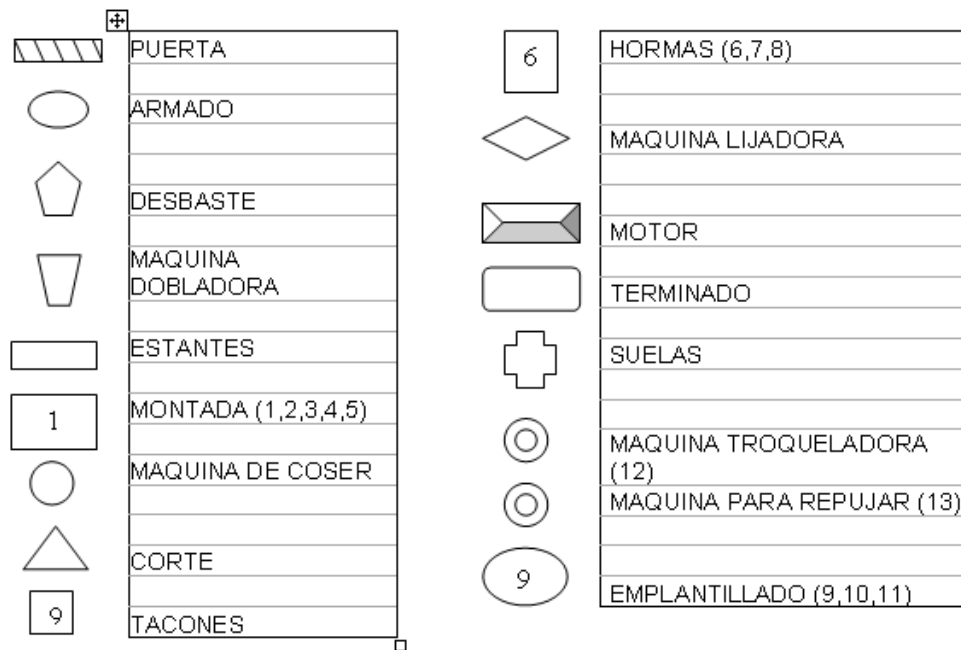 PUERTA
ARMADO
DESBASTE
MAQUINA
DOBLADORA
ESTANTES
1
MONTADA (1,2,3,4,5)
MAQUINA DE COSER
CORTE
9
TACONES
6
HORMAS (6,7,8)
MAQUINA LIJADORA
MOTOR
TERMINADO
SUELAS
MAQUINA TROQUELADORA
(12)
MAQUINA PARA REPUJAR (13)
9
EMPLANTILLADO (9,10,11)